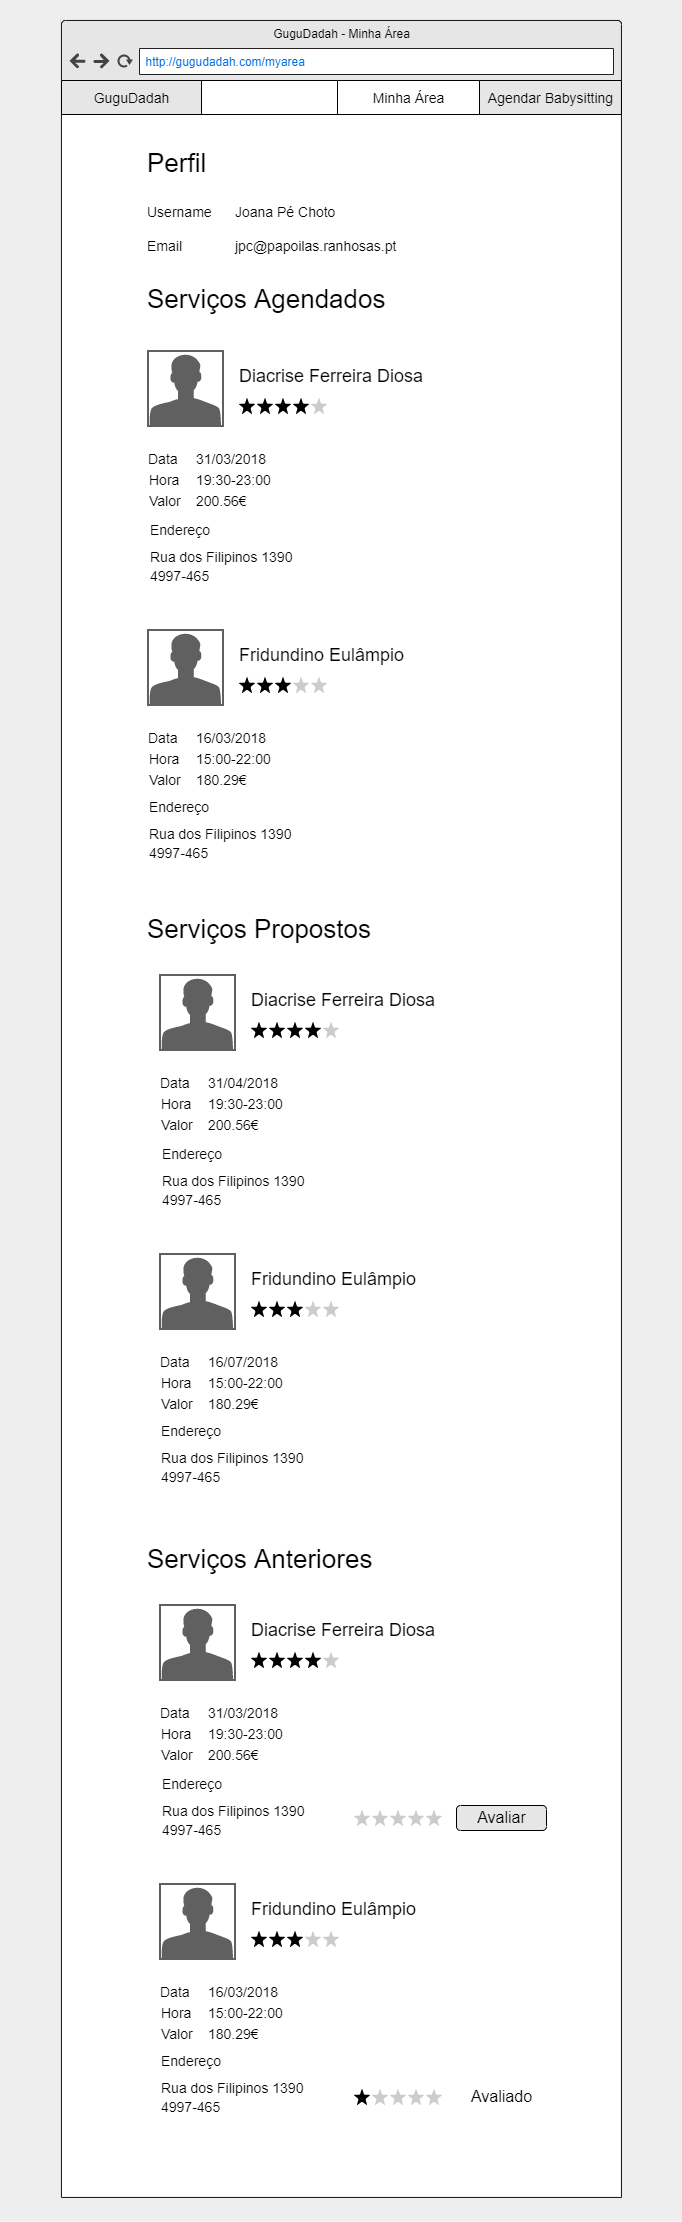 GuguDadah - Minha Área
http://gugudadah.com/myarea
GuguDadah
Minha Área
Agendar Babysitting
Perfil
Username Joana Pé Choto
Email jpc@papoilas.ranhosas.pt
Serviços Agendados
Diacrise Ferreira Diosa
Data 31/03/2018
Hora 19:30-23:00
Valor 200.56€
Endereço
Rua dos Filipinos 1390
4997-465
Fridundino Eulâmpio
Data 16/03/2018
Hora 15:00-22:00
Valor 180.29€
Endereço
Rua dos Filipinos 1390
4997-465
Serviços Propostos
Diacrise Ferreira Diosa
Data 31/04/2018
Hora 19:30-23:00
Valor 200.56€
Endereço
Rua dos Filipinos 1390
4997-465
Fridundino Eulâmpio
Data 16/07/2018
Hora 15:00-22:00
Valor 180.29€
Endereço
Rua dos Filipinos 1390
4997-465
Serviços Anteriores
Diacrise Ferreira Diosa
Data 31/03/2018
Hora 19:30-23:00
Valor 200.56€
Endereço
Rua dos Filipinos 1390
4997-465
Avaliar
Fridundino Eulâmpio
Data 16/03/2018
Hora 15:00-22:00
Valor 180.29€
Endereço
Rua dos Filipinos 1390
4997-465
Avaliado